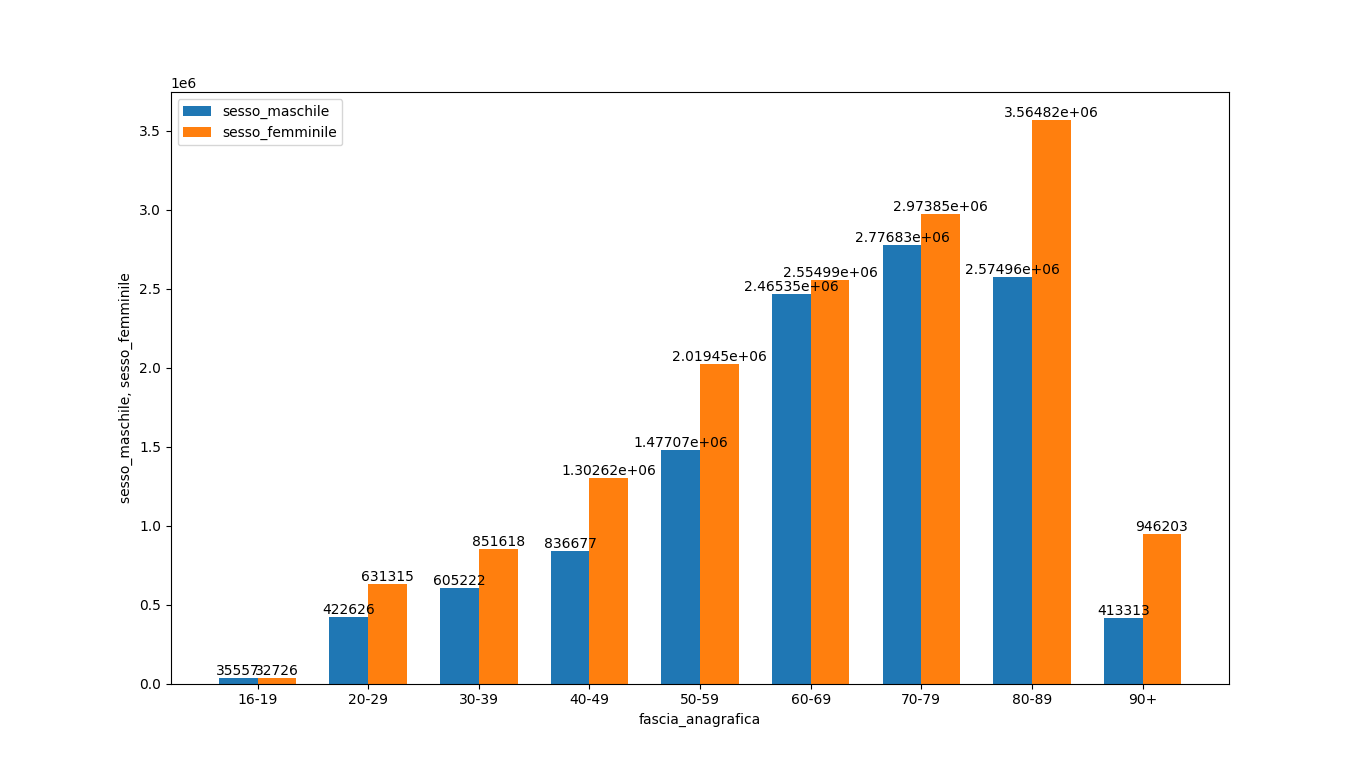 1e6
sesso_maschile
sesso_femminile
3.5
3.0
2.5
2.0
1.5
1.0
0.5
0.0
sesso_maschile, sesso_femminile
35557
32726
422626
631315
605222
851618
836677
1.30262e+06
1.47707e+06
2.01945e+06
2.46535e+06
2.55499e+06
2.77683e+06
2.97385e+06
2.57496e+06
3.56482e+06
413313
946203
16-19 20-29 30-39 40-49 50-59 60-69 70-79 80-89 90+
fascia_anagrafica